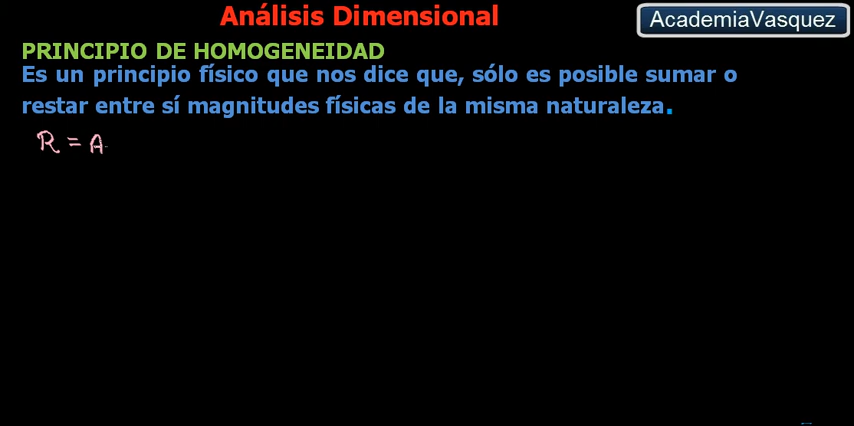 Análisis Dimensional
AcademiaVasquez
PRINCIPIO DE HOMOGENEIDAD
Es un principio físico que nos dice que, sólo es posible sumar o
restar entre sí magnitudes físicas de la misma naturaleza.
R = A